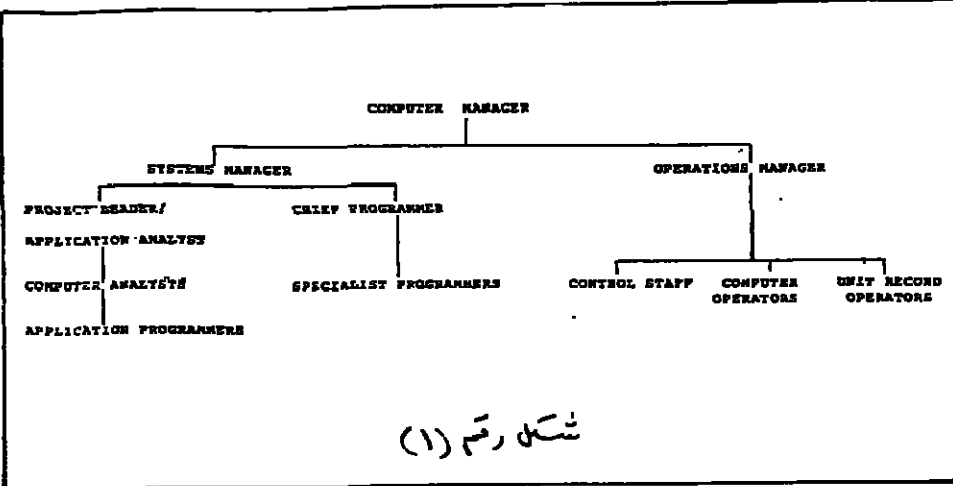 COMPUTER MANAGER
SYSTEMS MANAGER
OPERATIONS MANAGER
PROJECT LEADER/
APPLICATION ANALYST
CHIEF PROGRAMMER
COMPUTER ANALYSTS
SPECIALIST PROGRAMMERS
CONTROL STAFF
COMPUTER
OPERATORS
UNIT RECORD
OPERATORS
APPLICATION PROGRAMMERS
شكل رقم (١)